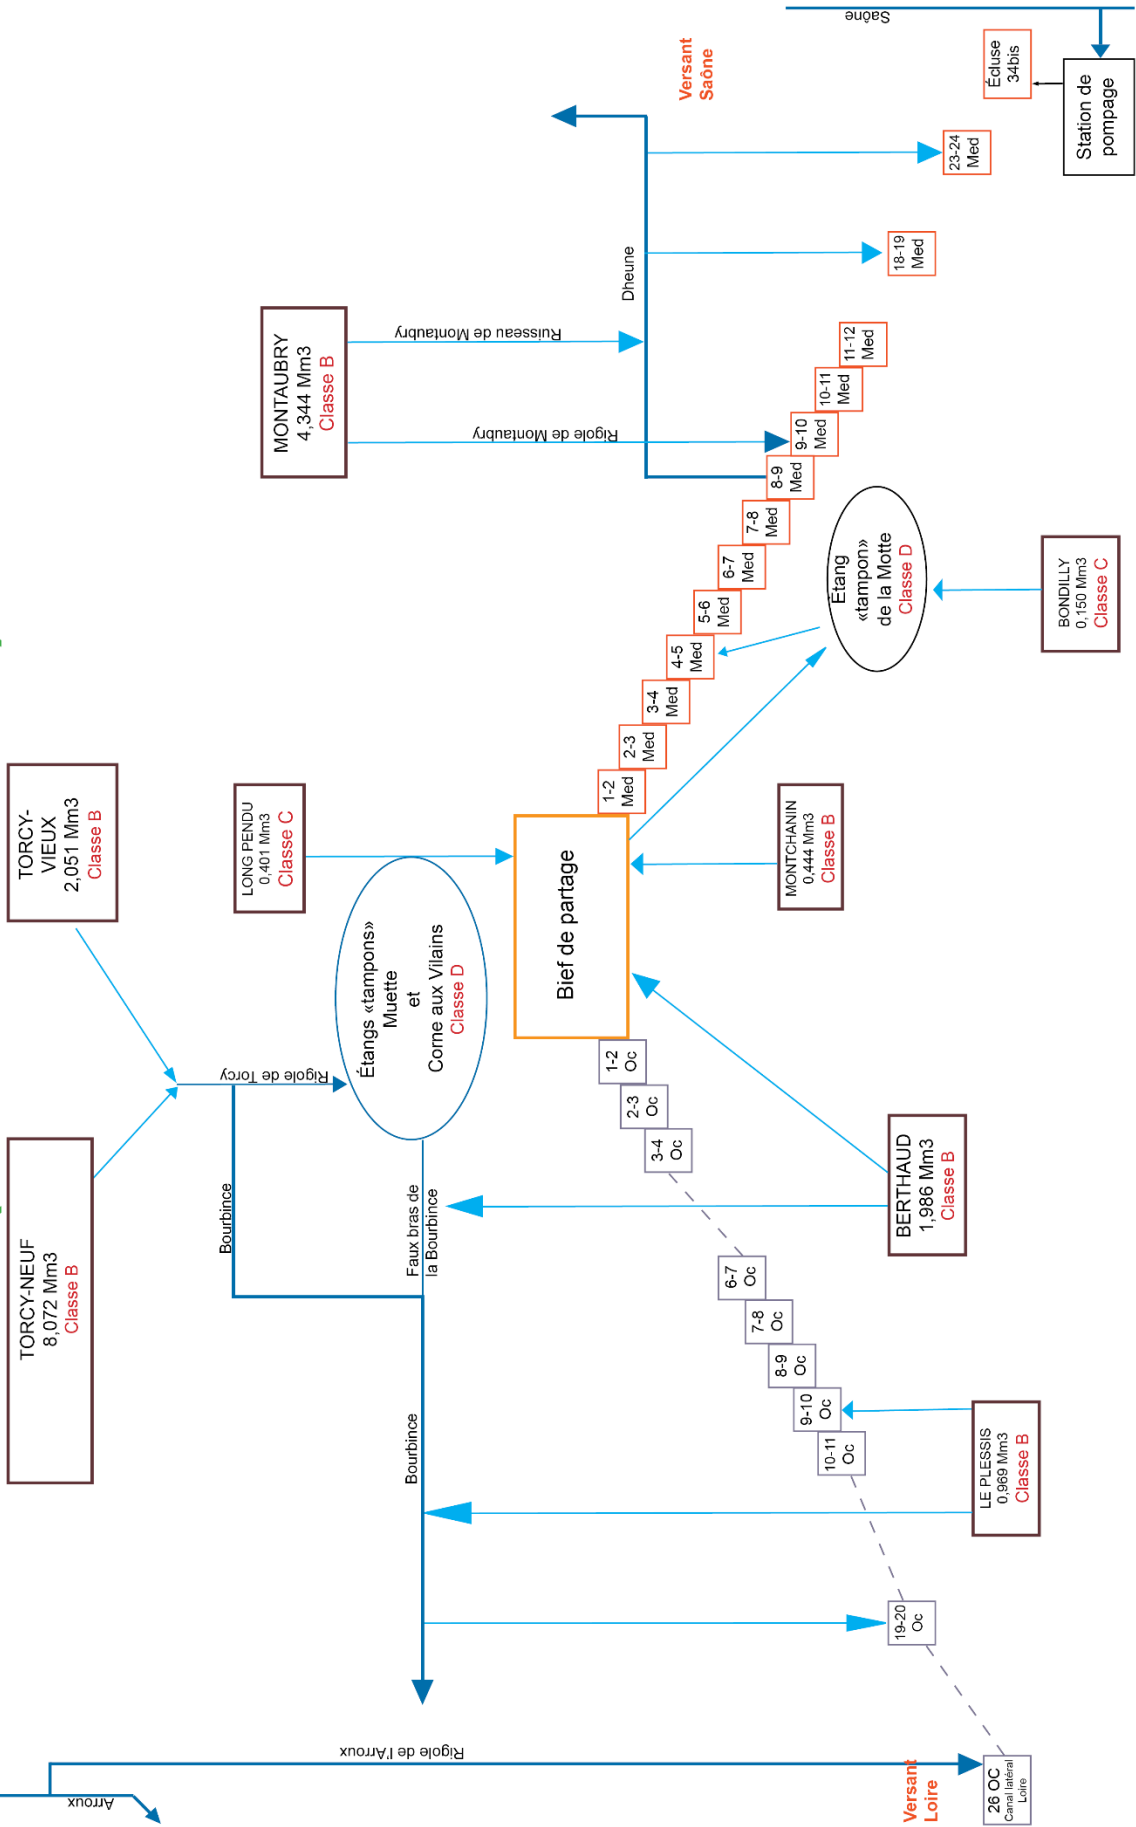 Arroux
Rigole de l'Arroux
Versant
Loire
26 OC
Canal latéral
Loire
TORCY-NEUF
8,072 Mm3
Classe B
TORCY-
VIEUX
2,051 Mm3
Classe B
Bourbince
Rigole de Torcy
Bourbince
Faux bras de
la Bourbince
Étangs «tampons»
Muette
et
Corne aux Vilains
Classe D
LONG PENDU
0,401 Mm3
Classe C
MONTAUBRY
4,344 Mm3
Classe B
Rigole de Montaubry
Ruisseau de Montaubry
Dheune
Versant
Saône
Saône
19-20
Oc
10-11
Oc
9-10
Oc
8-9
Oc
7-8
Oc
6-7
Oc
3-4
Oc
2-3
Oc
1-2
Oc
Bief de partage
1-2
Med
2-3
Med
3-4
Med
4-5
Med
5-6
Med
6-7
Med
7-8
Med
8-9
Med
9-10
Med
10-11
Med
11-12
Med
18-19
Med
23-24
Med
Écluse
34bis
Station de
pompage
LE PLESSIS
0,969 Mm3
Classe B
BERTHAUD
1,986 Mm3
Classe B
MONTCHANIN
0,444 Mm3
Classe B
Étang
«tampon»
de la Motte
Classe D
BONDILLY
0,150 Mm3
Classe C